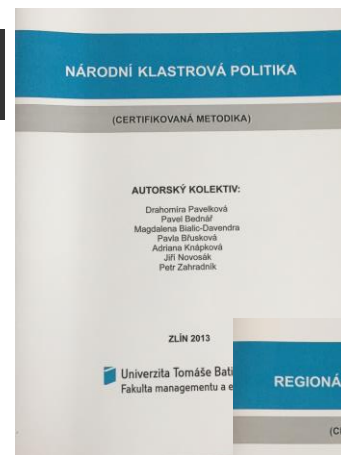 NÁRODNÍ KLASTROVÁ POLITIKA
(CERTIFIKOVANÁ METODIKA)
AUTORSKÝ KOLEKTIV:
Drahomíra Pavelková
Pavel Bednář
Magdalena Bialic-Davendra
Pavla Břusková
Adriana Knápková
Jiří Novosák
Petr Zahradník
ZLÍN 2013
Univerzita Tomáše Bati
Fakulta managementu a e
REGIONÁ
(C